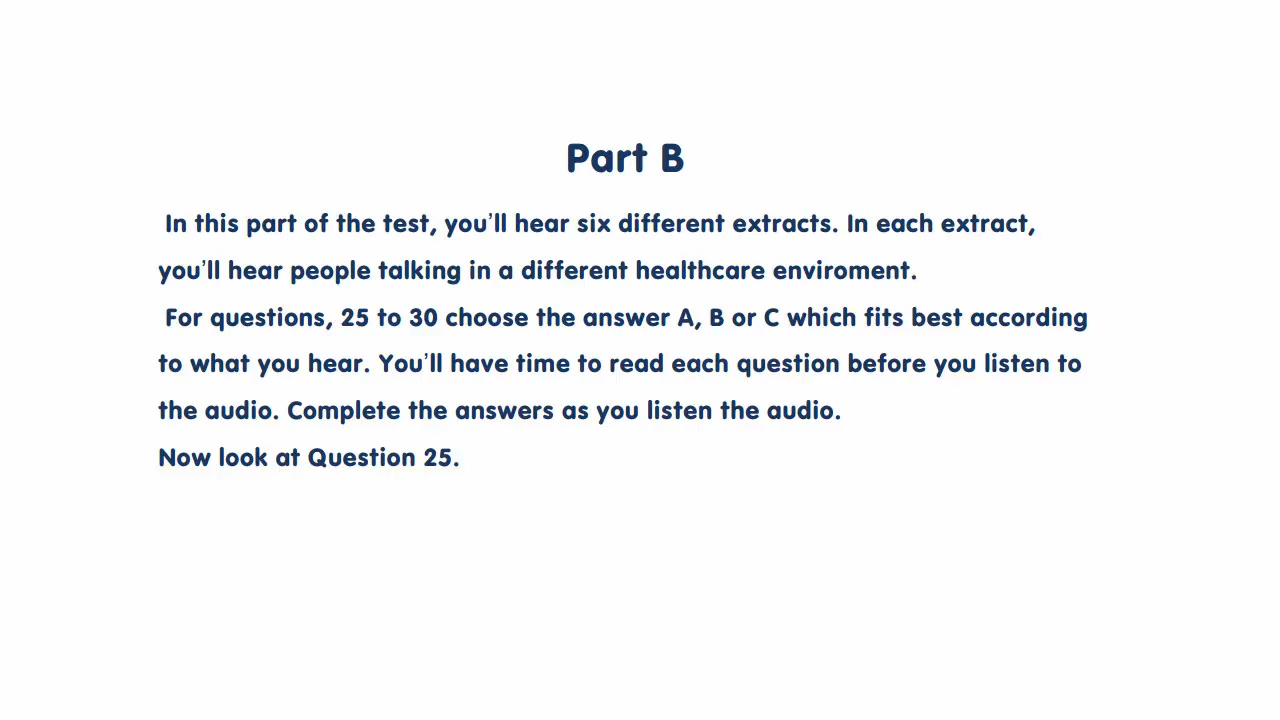 Part B
In this part of the test, you'll hear six different extracts. In each extract,
you'll hear people talking in a different healthcare enviroment.
For questions, 25 to 30 choose the answer A, B or C which fits best according
to what you hear. You'll have time to read each question before you listen to
the audio. Complete the answers as you listen the audio.
Now look at Question 25.